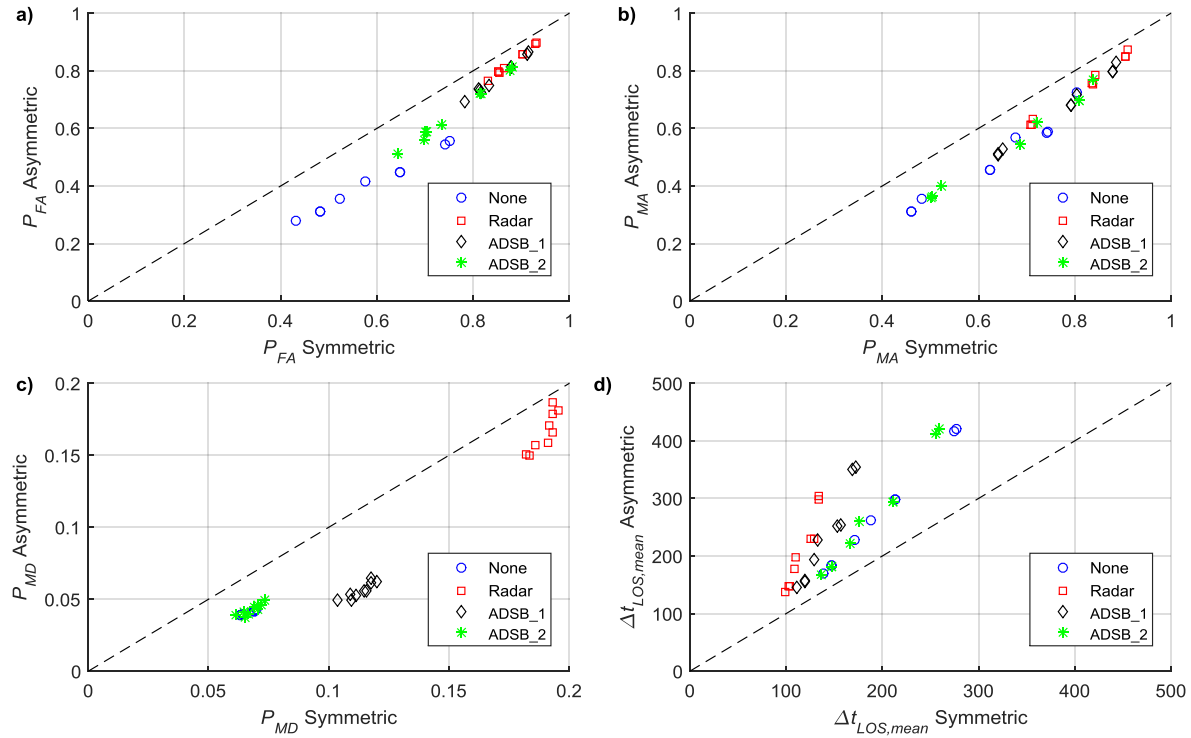 a)
1
0.8
0.6
0.4
0.2
0
P_FA Asymmetric
0 0.2 0.4 0.6 0.8 1
P_FA Symmetric
None
Radar
ADSB_1
ADSB_2
b)
1
0.8
0.6
0.4
0.2
0
P_MA Asymmetric
0 0.2 0.4 0.6 0.8 1
P_MA Symmetric
None
Radar
ADSB_1
ADSB_2
c)
0.2
0.15
0.1
0.05
0
P_MD Asymmetric
0 0.05 0.1 0.15 0.2
P_MD Symmetric
None
Radar
ADSB_1
ADSB_2
d)
500
400
300
200
100
0
Δt_LOS,mean Asymmetric
0 100 200 300 400 500
Δt_LOS,mean Symmetric
None
Radar
ADSB_1
ADSB_2